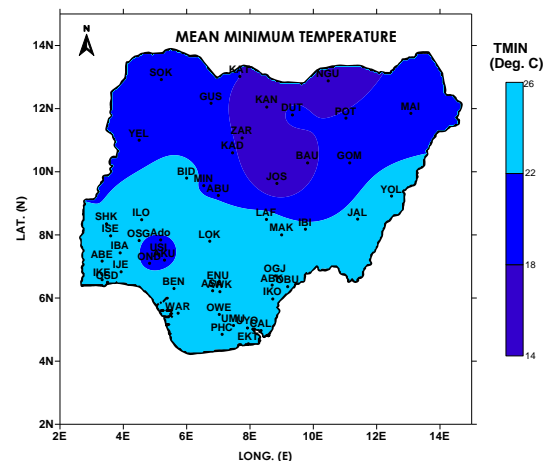 MEAN MINIMUM TEMPERATURE
N
TMIN
(Deg. C)
26
22
18
14
14N
12N
10N
8N
6N
4N
2N
LAT. (N)
SOK
KAT
NGU
GUS
KAN
DUT
POT
MAI
YEL
ZAR
KAD
BAU
GOM
BID
MIN
ABU
JOS
YOL
SHK
ILO
LAF
IBI
JAL
ISE
OSG
Ado
LOK
MAK
IBA
ABE
IJE
IKE
OSD
BEN
ENU
OGJ
IKO
WAR
OWE
UMU
UYO
CAL
PHC
EKT
2E 4E 6E 8E 10E 12E 14E
LONG. (E)